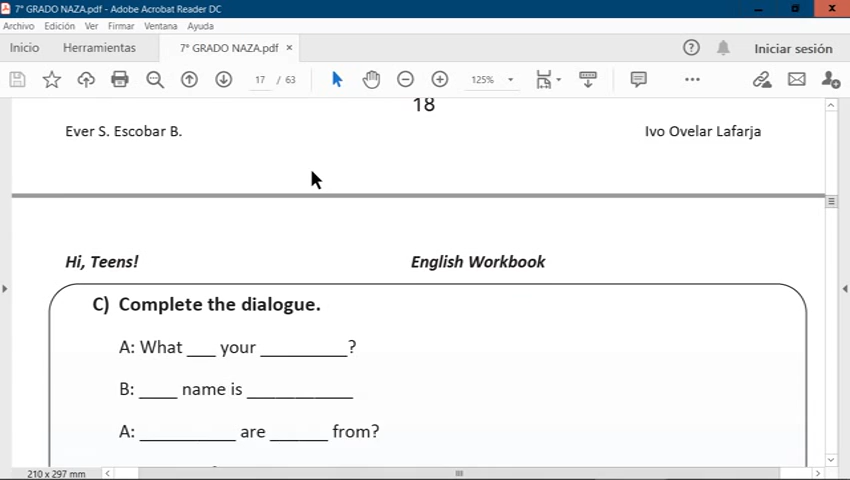 7° GRADO NAZA.pdf - Adobe Acrobat Reader DC
Archivo Edición Ver Firmar Ventana Ayuda
Inicio Herramientas 7° GRADO NAZA.pdf × Iniciar sesión
17 / 63 125%
18
Ever S. Escobar B. Ivo Ovelar Lafarja
Hi, Teens! English Workbook
C) Complete the dialogue.
A: What ___ your _________?
B: ____ name is ___________
A: __________ are ______ from?
210 x 297 mm